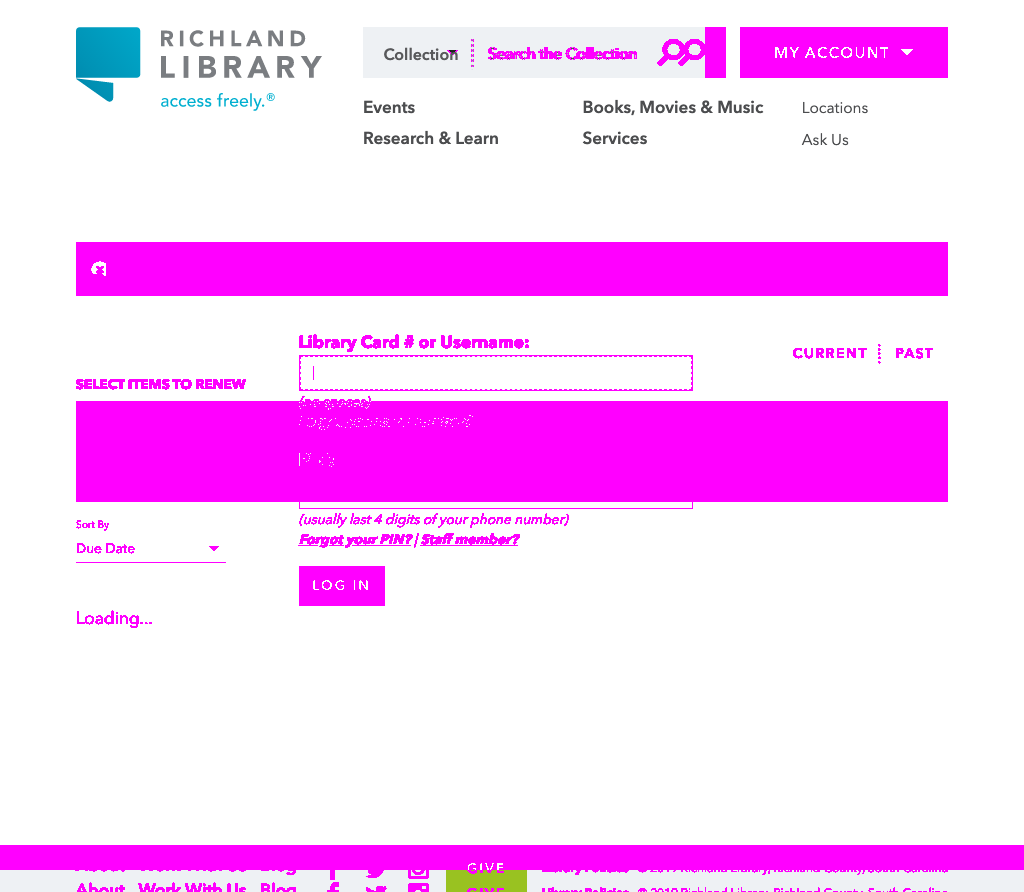 RICHLAND
LIBRARY
access freely.®
Collection
Search the Collection
MY ACCOUNT
Events
Books, Movies & Music
Locations
Research & Learn
Services
Ask Us
Library Card # or Username:
CURRENT
PAST
SELECT ITEMS TO RENEW
(no spaces)
Sort By
(usually last 4 digits of your phone number)
Forgot your PIN? | Staff member?
Due Date
LOG IN
Loading...
GIVE
About Work With Us Blog
GIVE
Library Policies © 2019 Richland Library, Richland County, South Carolina